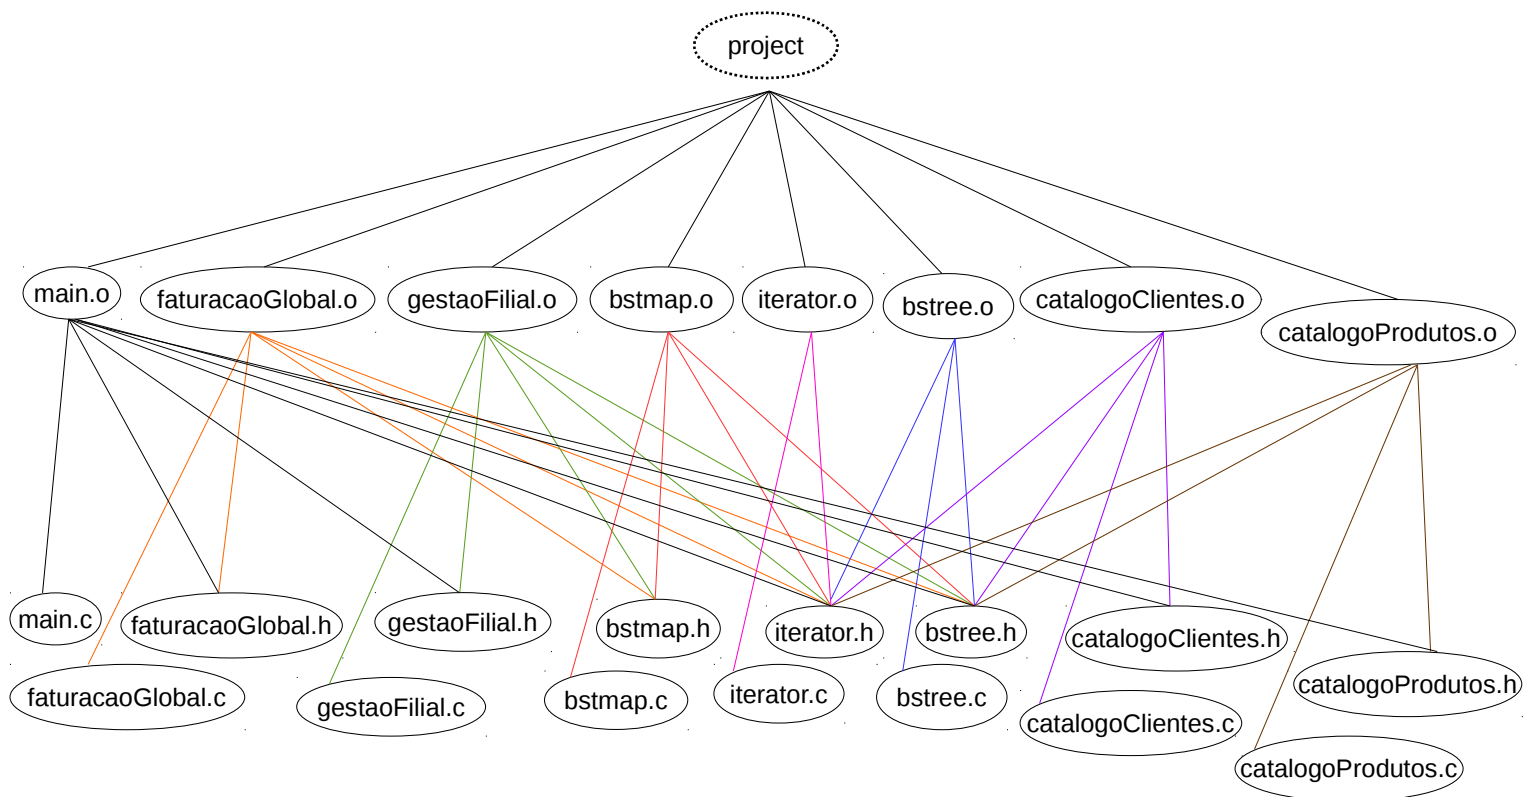 project
main.o
faturacaoGlobal.o
gestaoFilial.o
bstmap.o
iterator.o
bstree.o
catalogoClientes.o
catalogoProdutos.o
main.c
faturacaoGlobal.h
gestaoFilial.h
bstmap.h
iterator.h
bstree.h
catalogoClientes.h
catalogoProdutos.h
faturacaoGlobal.c
gestaoFilial.c
bstmap.c
iterator.c
bstree.c
catalogoClientes.c
catalogoProdutos.c